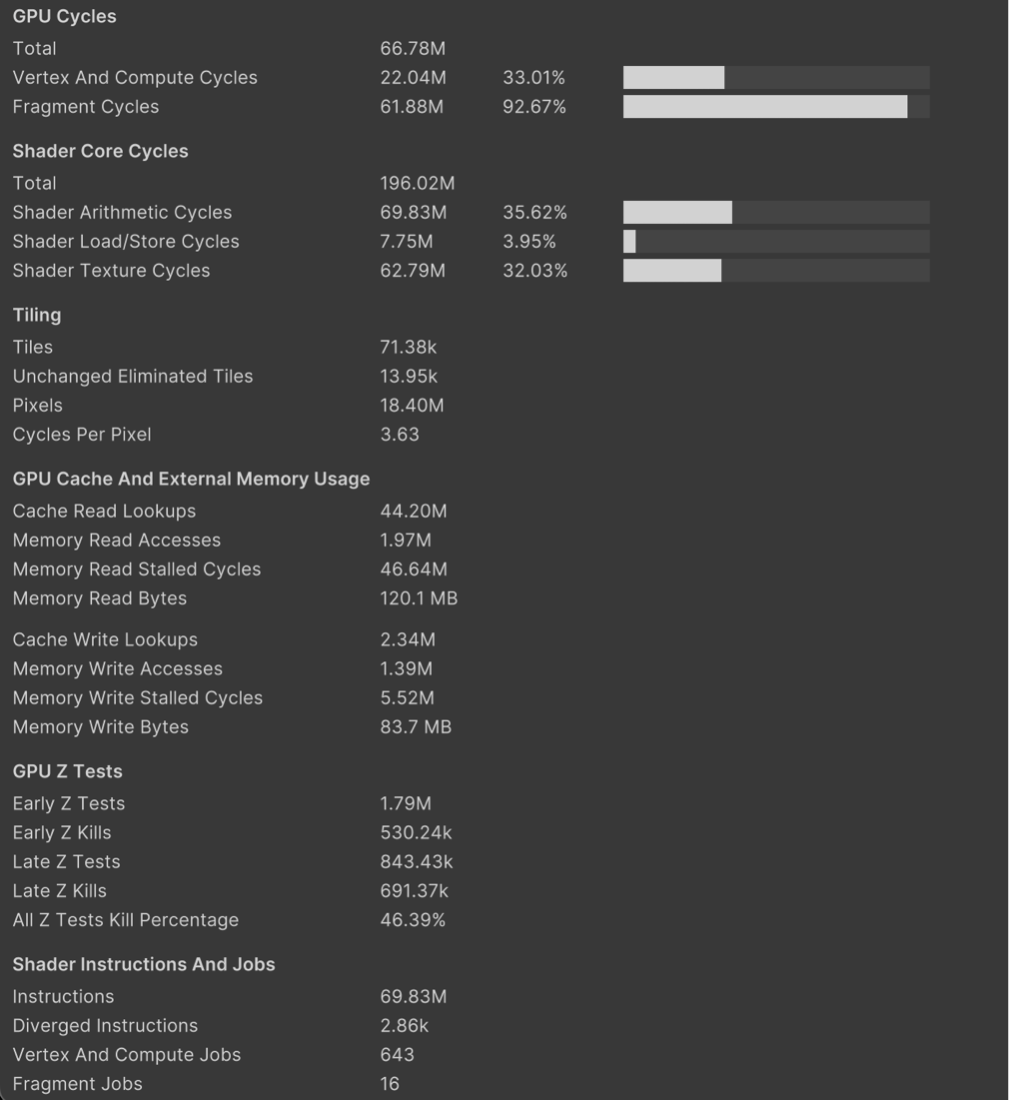 GPU Cycles
Total 66.78M
Vertex And Compute Cycles 22.04M 33.01%
Fragment Cycles 61.88M 92.67%
Shader Core Cycles
Total 196.02M
Shader Arithmetic Cycles 69.83M 35.62%
Shader Load/Store Cycles 7.75M 3.95%
Shader Texture Cycles 62.79M 32.03%
Tiling
Tiles 71.38k
Unchanged Eliminated Tiles 13.95k
Pixels 18.40M
Cycles Per Pixel 3.63
GPU Cache And External Memory Usage
Cache Read Lookups 44.20M
Memory Read Accesses 1.97M
Memory Read Stalled Cycles 46.64M
Memory Read Bytes 120.1 MB
Cache Write Lookups 2.34M
Memory Write Accesses 1.39M
Memory Write Stalled Cycles 5.52M
Memory Write Bytes 83.7 MB
GPU Z Tests
Early Z Tests 1.79M
Early Z Kills 530.24k
Late Z Tests 843.43k
Late Z Kills 691.37k
All Z Tests Kill Percentage 46.39%
Shader Instructions And Jobs
Instructions 69.83M
Diverged Instructions 2.86k
Vertex And Compute Jobs 643
Fragment Jobs 16